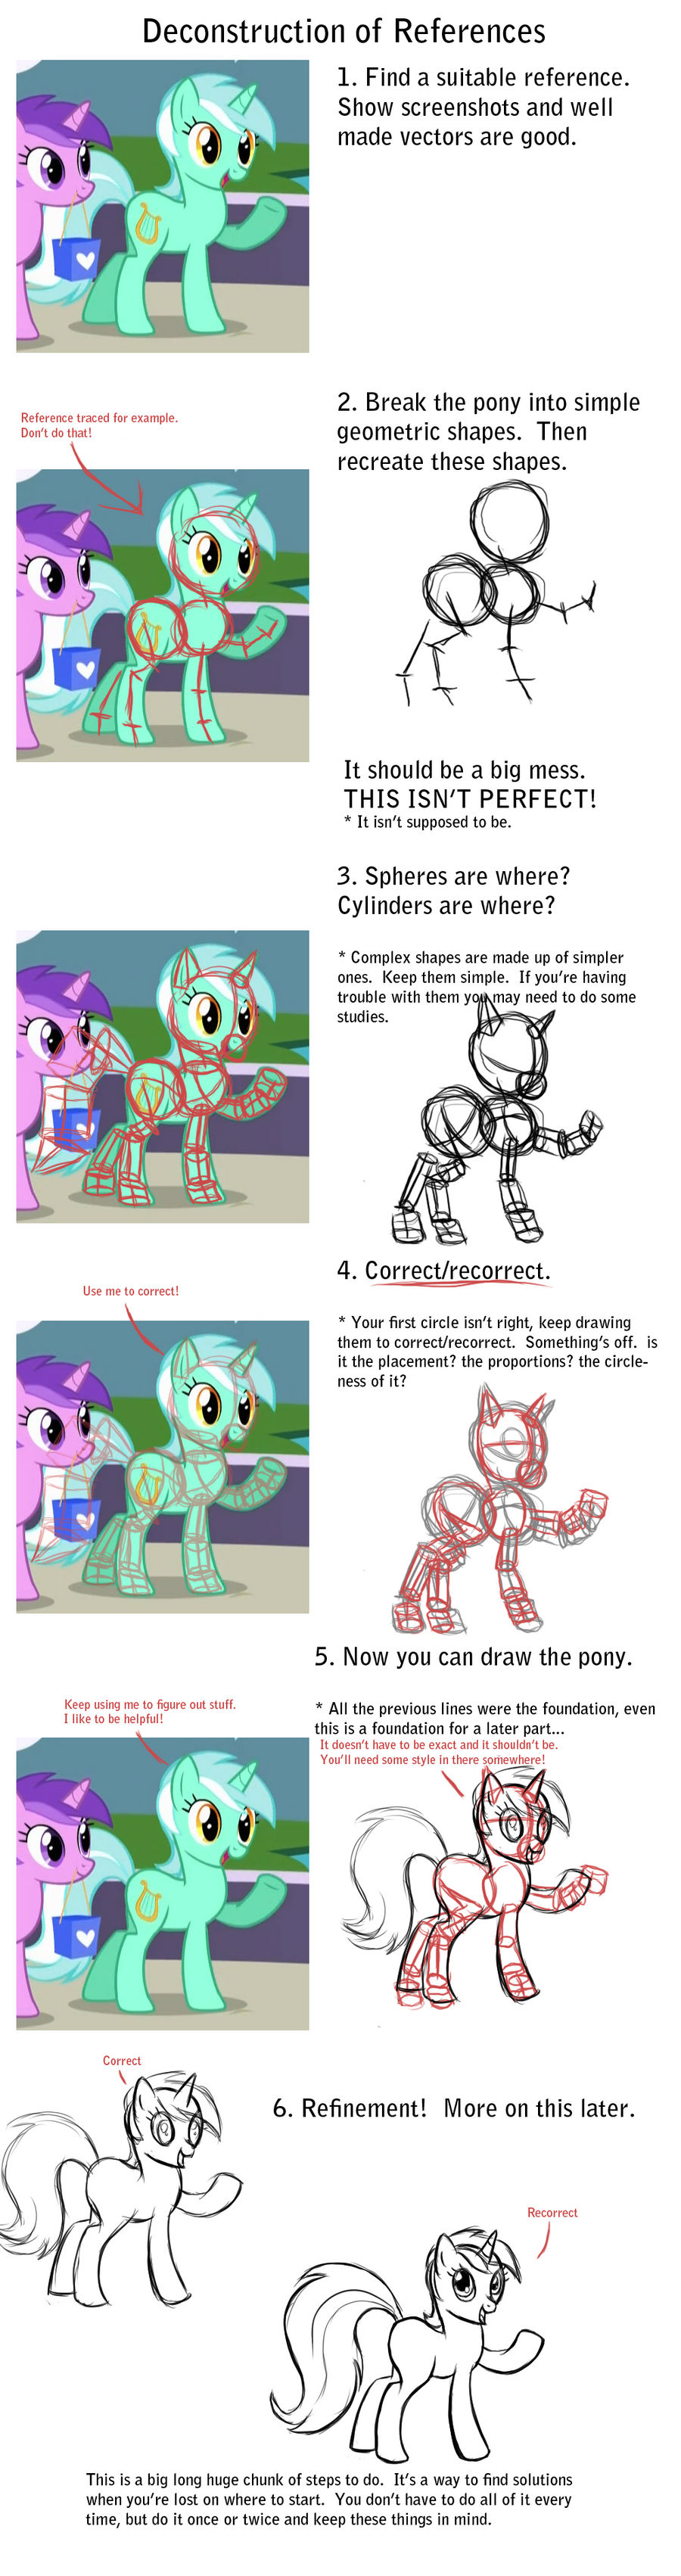 Deconstruction of References
1. Find a suitable reference.
Show screenshots and well
made vectors are good.
2. Break the pony into simple
geometric shapes.  Then
recreate these shapes.
Reference traced for example.
Don't do that!
It should be a big mess.
THIS ISN'T PERFECT!
* It isn't supposed to be.
3. Spheres are where?
Cylinders are where?
* Complex shapes are made up of simpler
ones.  Keep them simple.  If you're having
trouble with them you may need to do some
studies.
4. Correct/recorrect.
Use me to correct!
* Your first circle isn't right, keep drawing
them to correct/recorrect.  Something's off.  is
it the placement? the proportions? the circle-
ness of it?
5. Now you can draw the pony.
Keep using me to figure out stuff.
I like to be helpful!
* All the previous lines were the foundation, even
this is a foundation for a later part...
It doesn't have to be exact and it shouldn't be.
You'll need some style in there somewhere!
Correct
6. Refinement!  More on this later.
Recorrect
This is a big long huge chunk of steps to do.  It's a way to find solutions
when you're lost on where to start.  You don't have to do all of it every
time, but do it once or twice and keep these things in mind.